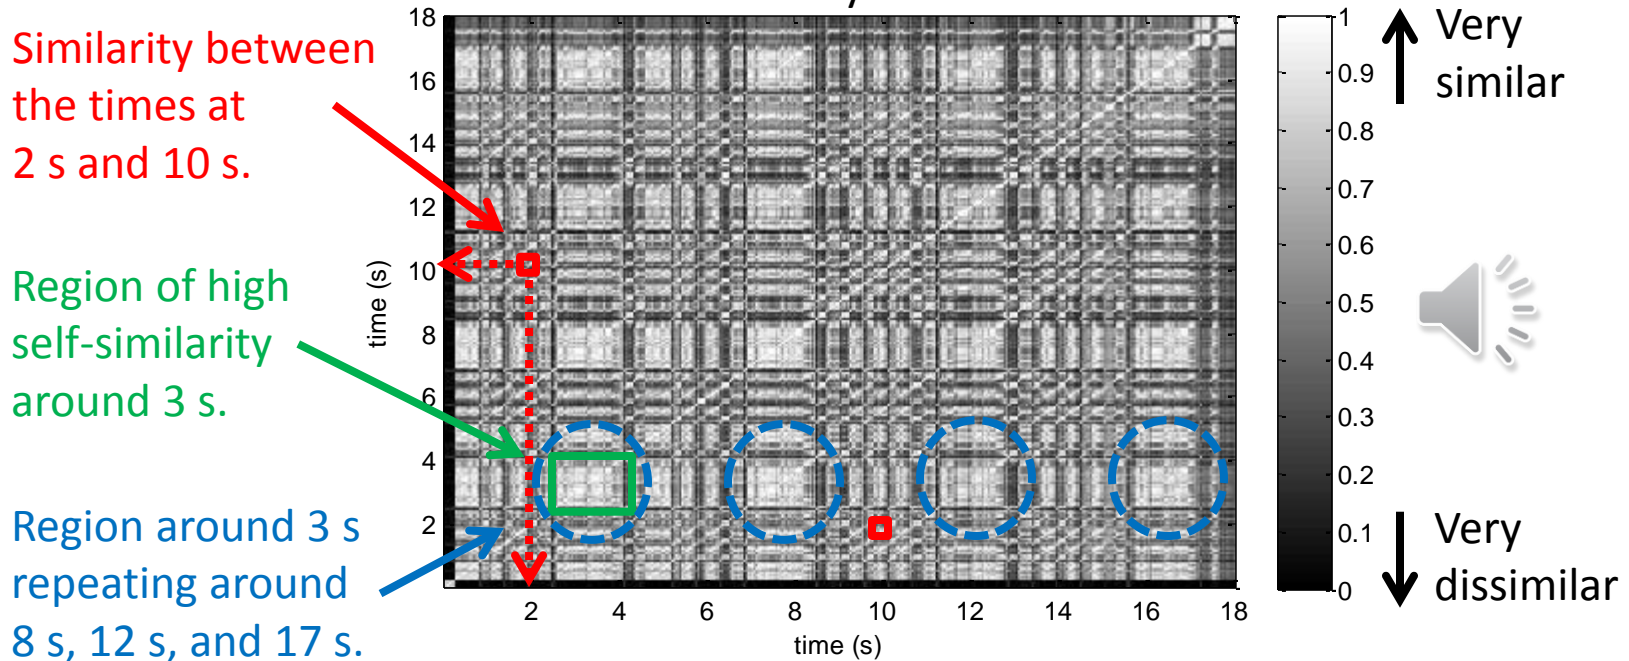 Similarity between
the times at
2 s and 10 s.
Region of high
self-similarity
around 3 s.
Region around 3 s
repeating around
8 s, 12 s, and 17 s.
18
16
14
12
10
8
6
4
2
time (s)
2 4 6 8 10 12 14 16 18
time (s)
1
0.9
0.8
0.7
0.6
0.5
0.4
0.3
0.2
0.1
0
Very
similar
Very
dissimilar